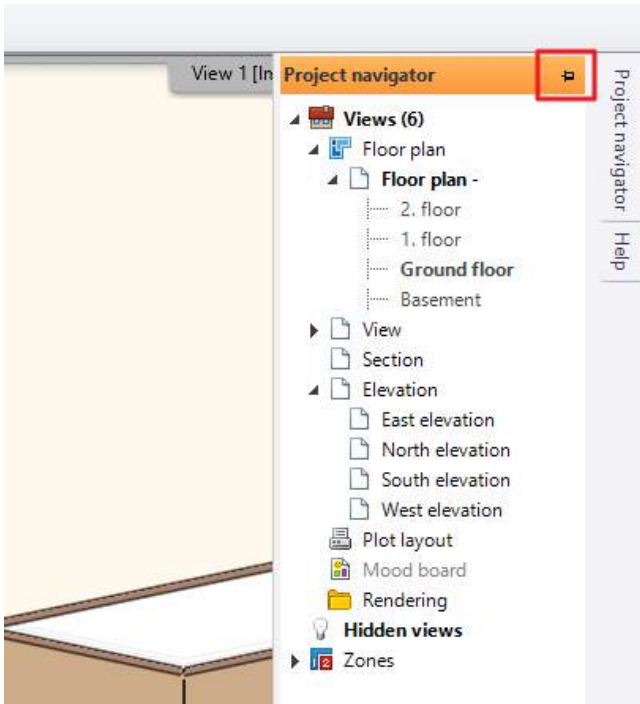 View 1 [In
Project navigator
Views (6)
Floor plan
Floor plan -
2. floor
1. floor
Ground floor
Basement
View
Section
Elevation
East elevation
North elevation
South elevation
West elevation
Plot layout
Mood board
Rendering
Hidden views
2
Zones
Project navigator
Help